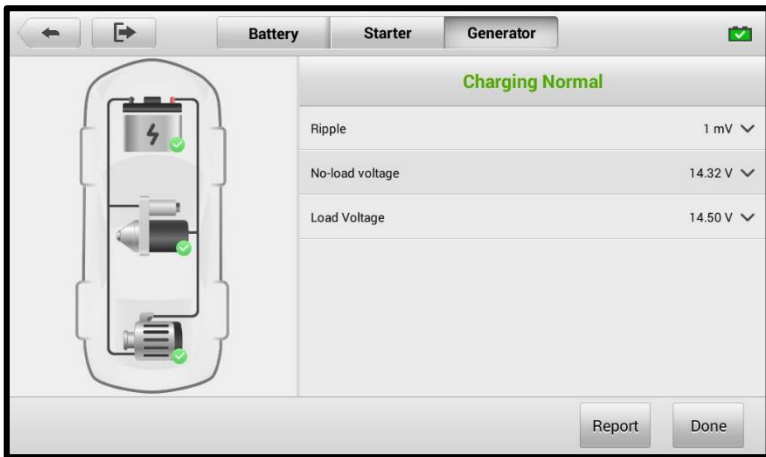 Battery Starter Generator
Charging Normal
Ripple 1 mV
No-load voltage 14.32 V
Load Voltage 14.50 V
Report Done